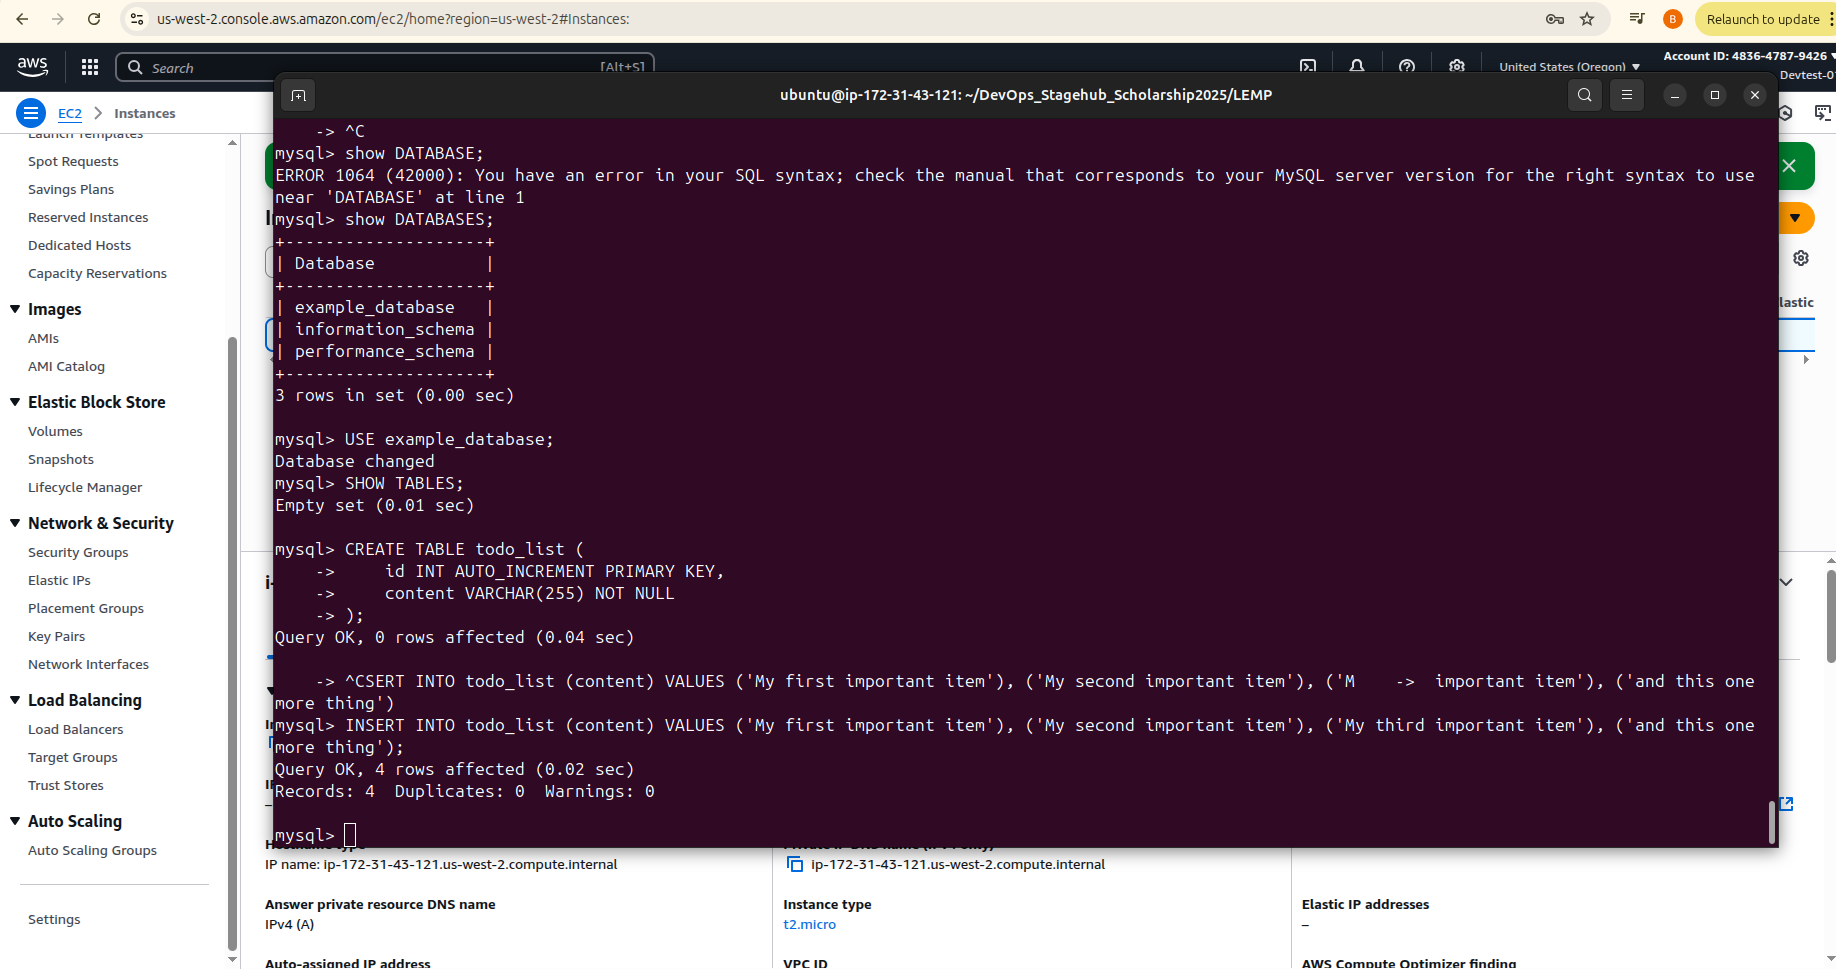 us-west-2.console.aws.amazon.com/ec2/home?region=us-west-2#Instances:
B
Relaunch to update
aws
Search
[Alt+S]
United States (Oregon)
Account ID: 4836-4787-9426
Devtest-0
EC2
Instances
Launch Templates
Spot Requests
Savings Plans
Reserved Instances
Dedicated Hosts
Capacity Reservations
Images
AMIs
AMI Catalog
Elastic Block Store
Volumes
Snapshots
Lifecycle Manager
Network & Security
Security Groups
Elastic IPs
Placement Groups
Key Pairs
Network Interfaces
Load Balancing
Load Balancers
Target Groups
Trust Stores
Auto Scaling
Auto Scaling Groups
Settings
ubuntu@ip-172-31-43-121: ~/DevOps_Stagehub_Scholarship2025/LEMP
    -> ^C
mysql> show DATABASE;
ERROR 1064 (42000): You have an error in your SQL syntax; check the manual that corresponds to your MySQL server version for the right syntax to use
near 'DATABASE' at line 1
mysql> show DATABASES;
+--------------------+
| Database           |
+--------------------+
| example_database   |
| information_schema |
| performance_schema |
+--------------------+
3 rows in set (0.00 sec)
mysql> USE example_database;
Database changed
mysql> SHOW TABLES;
Empty set (0.01 sec)
mysql> CREATE TABLE todo_list (
    ->     id INT AUTO_INCREMENT PRIMARY KEY,
    ->     content VARCHAR(255) NOT NULL
    -> );
Query OK, 0 rows affected (0.04 sec)
    -> ^CSERT INTO todo_list (content) VALUES ('My first important item'), ('My second important item'), ('M    ->  important item'), ('and this one
more thing')
mysql> INSERT INTO todo_list (content) VALUES ('My first important item'), ('My second important item'), ('My third important item'), ('and this one
more thing');
Query OK, 4 rows affected (0.02 sec)
Records: 4  Duplicates: 0  Warnings: 0
mysql>
lastic
IP name: ip-172-31-43-121.us-west-2.compute.internal
ip-172-31-43-121.us-west-2.compute.internal
Answer private resource DNS name
IPv4 (A)
Instance type
t2.micro
Elastic IP addresses
–
Auto-assigned IP address
VPC ID
AWS Compute Optimizer finding